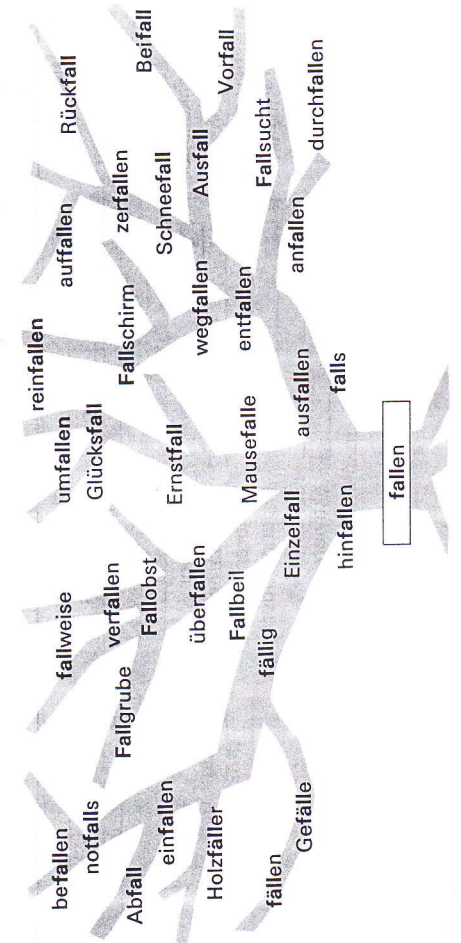 befallen
notfalls
Abfall
einfallen
Holzfäller
fällen
Gefälle
fallweise
verfallen
Fallgrube
Fallobst
überfallen
Fallbeil
fällig
Einzelfall
hinfallen
reinfallen
umfallen
Glücksfall
Ernstfall
Mausefalle
Fallschirm
wegfallen
entfallen
ausfallen
falls
auffallen
Rückfall
zerfallen
Schneefall
Beifall
Ausfall
Vorfall
Fallsucht
anfallen
durchfallen
fallen